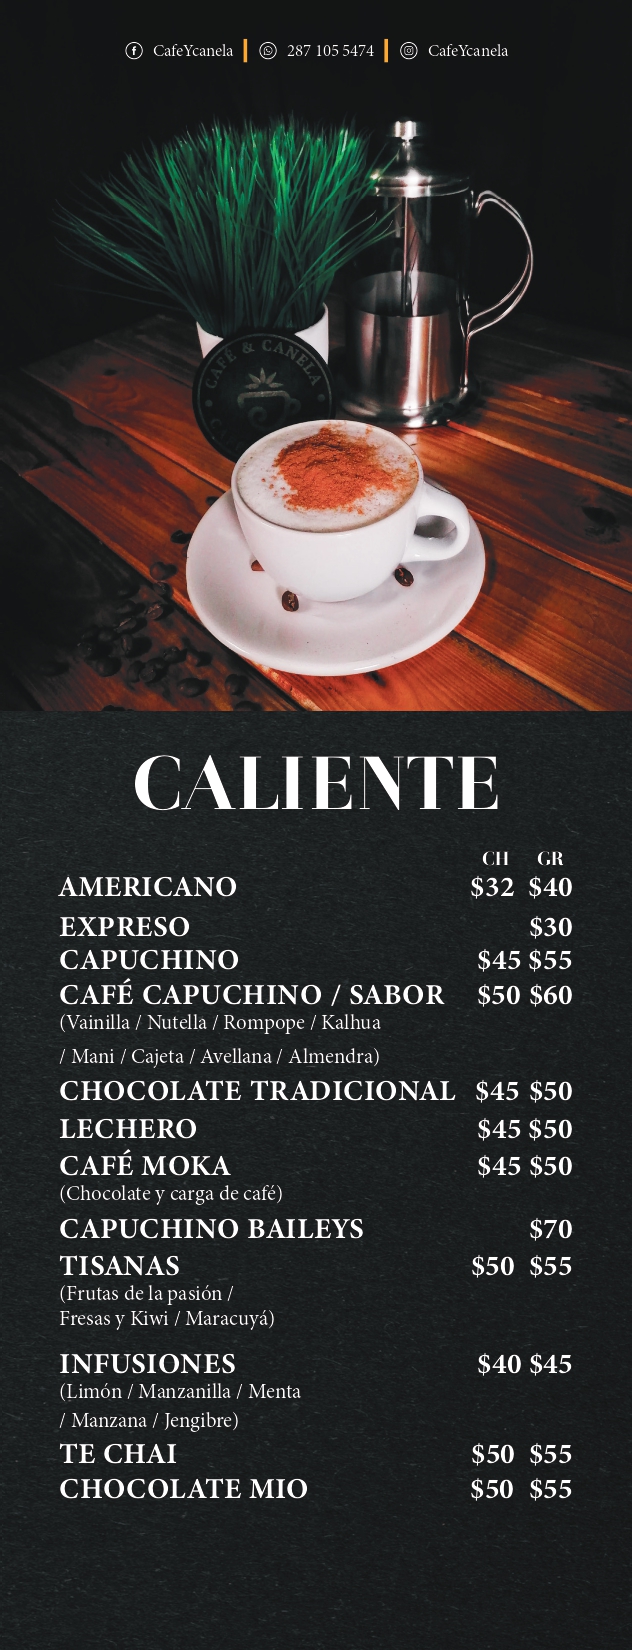 CafeYcanela 287 105 5474 CafeYcanela
CAFÉ & CANELA
CALIENTE
CH GR
AMERICANO $32 $40
EXPRESO $30
CAPUCHINO $45 $55
CAFÉ CAPUCHINO / SABOR $50 $60
(Vainilla / Nutella / Rompope / Kalhua
/ Mani / Cajeta / Avellana / Almendra)
CHOCOLATE TRADICIONAL $45 $50
LECHERO $45 $50
CAFÉ MOKA $45 $50
(Chocolate y carga de café)
CAPUCHINO BAILEYS $70
TISANAS $50 $55
(Frutas de la pasión /
Fresas y Kiwi / Maracuyá)
INFUSIONES $40 $45
(Limón / Manzanilla / Menta
/ Manzana / Jengibre)
TE CHAI $50 $55
CHOCOLATE MIO $50 $55